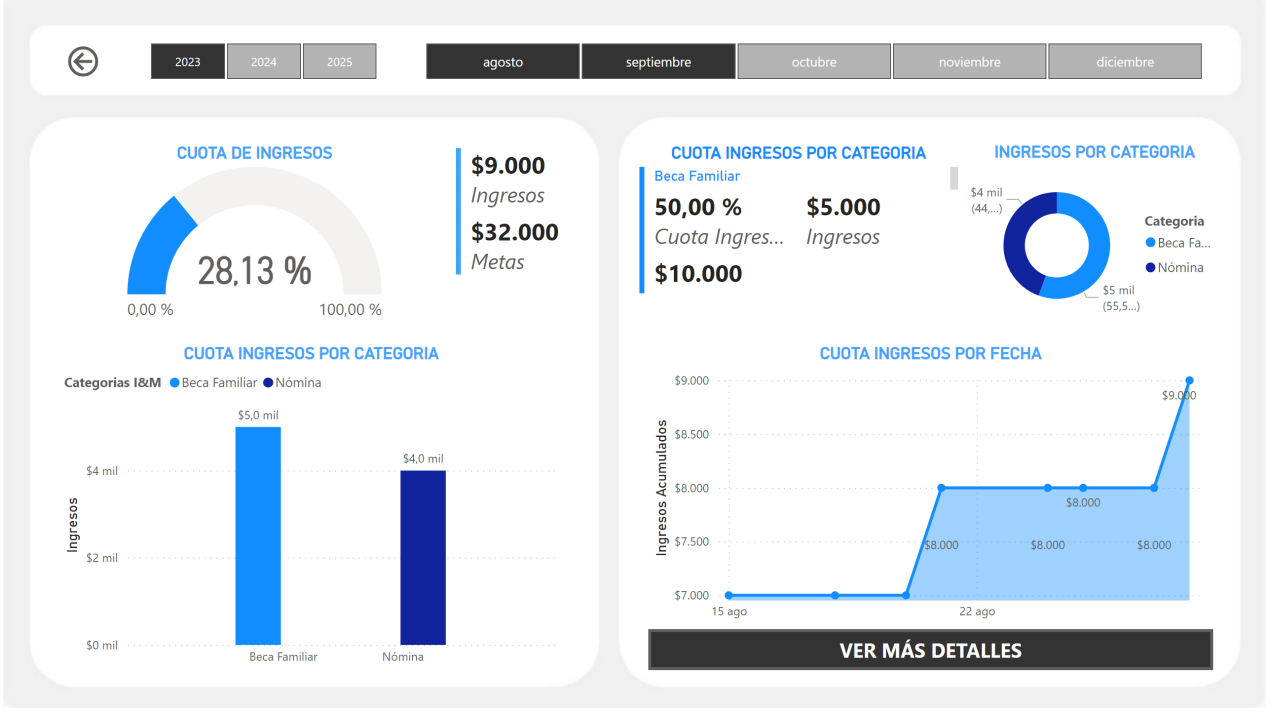 2023
2024
2025
agosto
septiembre
octubre
noviembre
diciembre
CUOTA DE INGRESOS
28,13 %
0,00 %
100,00 %
$9.000
Ingresos
$32.000
Metas
CUOTA INGRESOS POR CATEGORIA
Categorias I&M
Beca Familiar
Nómina
Ingresos
$5,0 mil
$4,0 mil
$4 mil
$2 mil
$0 mil
Beca Familiar
Nómina
CUOTA INGRESOS POR CATEGORIA
Beca Familiar
50,00 %
Cuota Ingres...
$5.000
Ingresos
$10.000
INGRESOS POR CATEGORIA
$4 mil
(44,...)
$5 mil
(55,5...)
Categoria
Beca Fa...
Nómina
CUOTA INGRESOS POR FECHA
Ingresos Acumulados
$9.000
$8.500
$8.000
$7.500
$7.000
$9.000
$8.000
$8.000
$8.000
$8.000
15 ago
22 ago
VER MÁS DETALLES